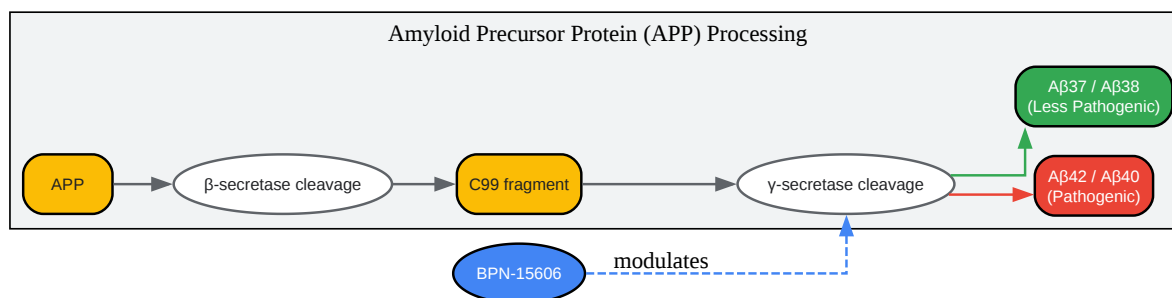 Amyloid Precursor Protein (APP) Processing
Aβ37 / Aβ38
(Less Pathogenic)
APP
β-secretase cleavage
C99 fragment
γ-secretase cleavage
Aβ42 / Aβ40
(Pathogenic)
BPN-15606
modulates